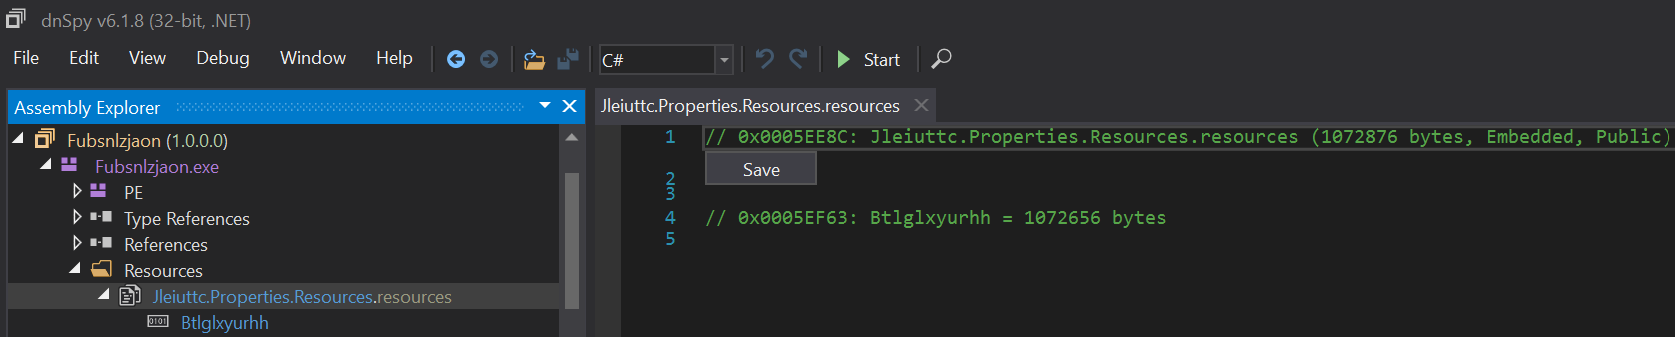 dnSpy v6.1.8 (32-bit, .NET)
File Edit View Debug Window Help C# Start
Assembly Explorer
Fubsnlzjaon (1.0.0.0)
Fubsnlzjaon.exe
PE
Type References
References
Resources
Jleiuttc.Properties.Resources.resources
Btlglxyurhh
Jleiuttc.Properties.Resources.resources
1 // 0x0005EE8C: Jleiuttc.Properties.Resources.resources (1072876 bytes, Embedded, Public)
Save
2
3
4 // 0x0005EF63: Btlglxyurhh = 1072656 bytes
5